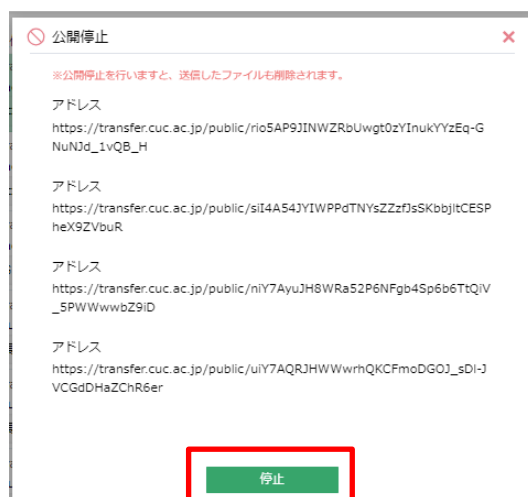 公開停止
※公開停止を行いますと、送信したファイルも削除されます。
アドレス
https://transfer.cuc.ac.jp/public/rio5AP9JINWZRbUwgt0zYInukYYzEq-G
NuNJd_1vQB_H
アドレス
https://transfer.cuc.ac.jp/public/siI4A54JYIWPPdTNYsZZzfJsSKbbjltCESP
heX9ZVbuR
アドレス
https://transfer.cuc.ac.jp/public/niY7AyuJH8WRa52P6NFgb4Sp6b6TtQiV
_5PWWwwbZ9iD
アドレス
https://transfer.cuc.ac.jp/public/uiY7AQRJHWWwrhQKCFmoDGOJ_sDI-J
VCGdDHaZChR6er
停止